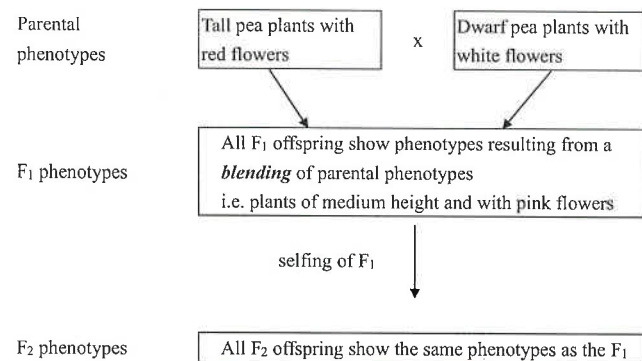 Parental
phenotypes
Tall pea plants with
red flowers
x
Dwarf pea plants with
white flowers
F₁ phenotypes
All F₁ offspring show phenotypes resulting from a
blending of parental phenotypes
i.e. plants of medium height and with pink flowers
selfing of F₁
F₂ phenotypes
All F₂ offspring show the same phenotypes as the F₁